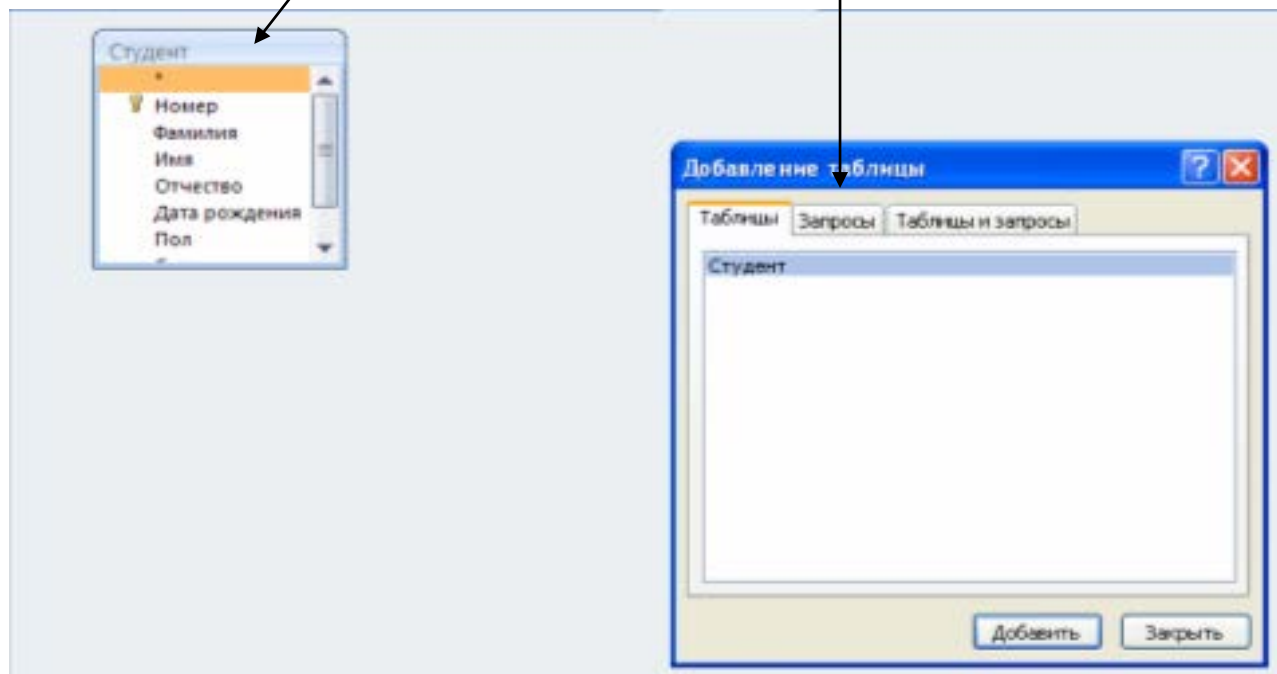 Студент
*
Номер
Фамилия
Имя
Отчество
Дата рождения
Пол
Добавление таблицы
Таблицы Запросы Таблицы и запросы
Студент
Добавить Закрыть